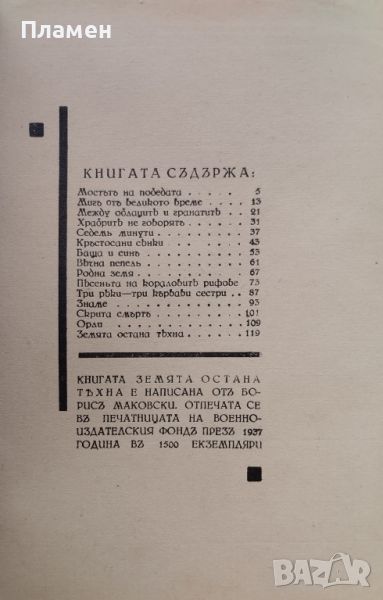 Пламен
КНИГАТА СЪДЪРЖА:
Мостътъ на победата . . . . . 5
Мигъ отъ великото време . . . . 13
Между облацитѣ и гранатитѣ . . 21
Храбритѣ не говорятъ . . . . . 31
Седемь минути . . . . . . . 37
Кръстосани сѣнки . . . . . . 43
Баща и синъ . . . . . . . . 53
Вѣчна пепель . . . . . . . . 61
Родна земя . . . . . . . . . 67
Пѣсеньта на кораловитѣ рифове 73
Три рѣки—три кървави сестри . 87
Знаме . . . . . . . . . . . 93
Скрита смърть . . . . . . . 101
Орли . . . . . . . . . . . 109
Земята остана тѣхна . . . . . 119
КНИГАТА ЗЕМЯТА ОСТАНА
ТѢХНА Е НАПИСАНА ОТЪ БО-
РИСЪ МАКОВСКИ. ОТПЕЧАТА СЕ
ВЪ ПЕЧАТНИЦАТА НА ВОЕННО-
ИЗДАТЕЛСКИЯ ФОНДЪ ПРЕЗЪ 1937
ГОДИНА ВЪ 1500 ЕКЗЕМПЛЯРИ
BAZAR